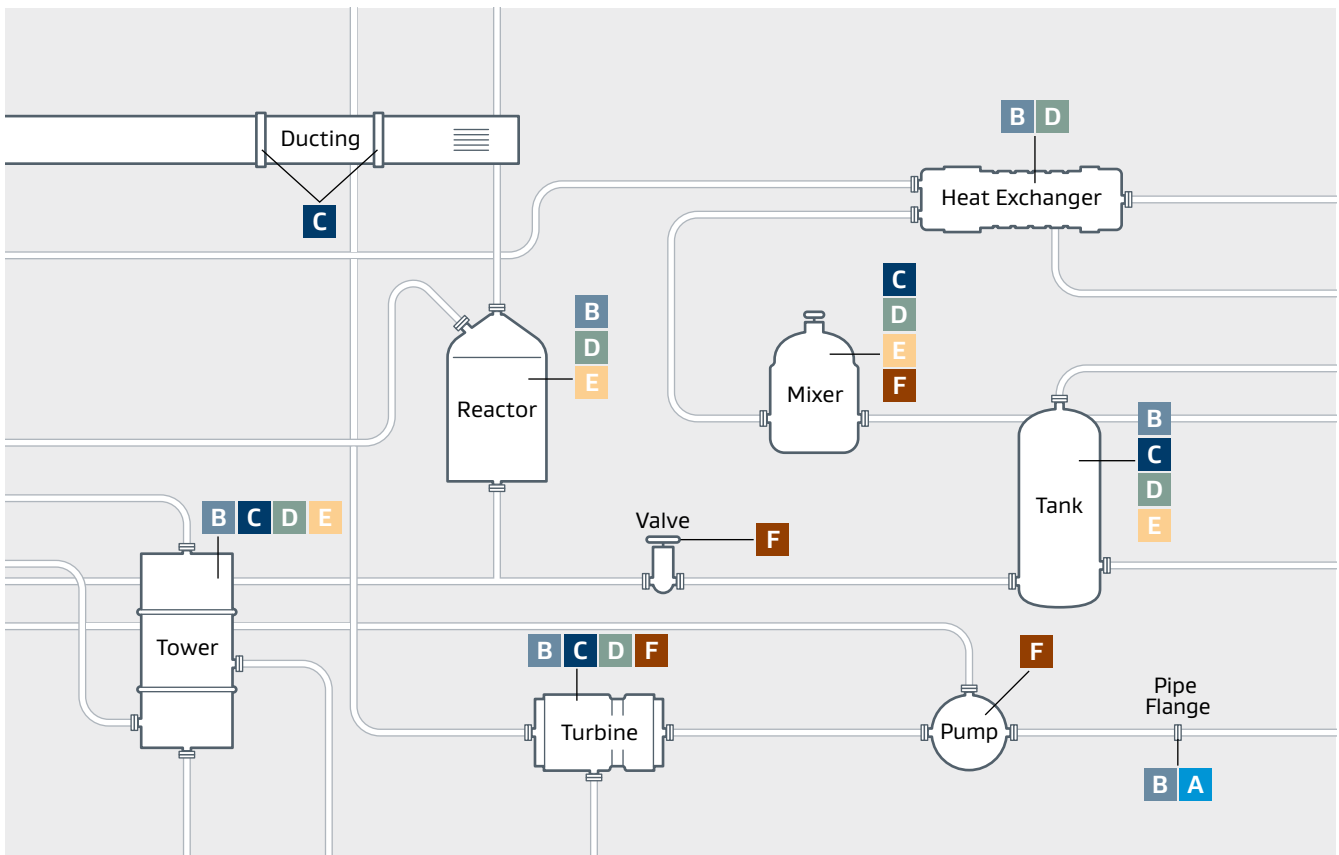 Ducting
C
B D
Heat Exchanger
B
D
E
Reactor
C
D
E
F
Mixer
B
C
D
E
Tank
B C D E
Tower
Valve
F
B C D F
Turbine
F
Pump
Pipe
Flange
B A